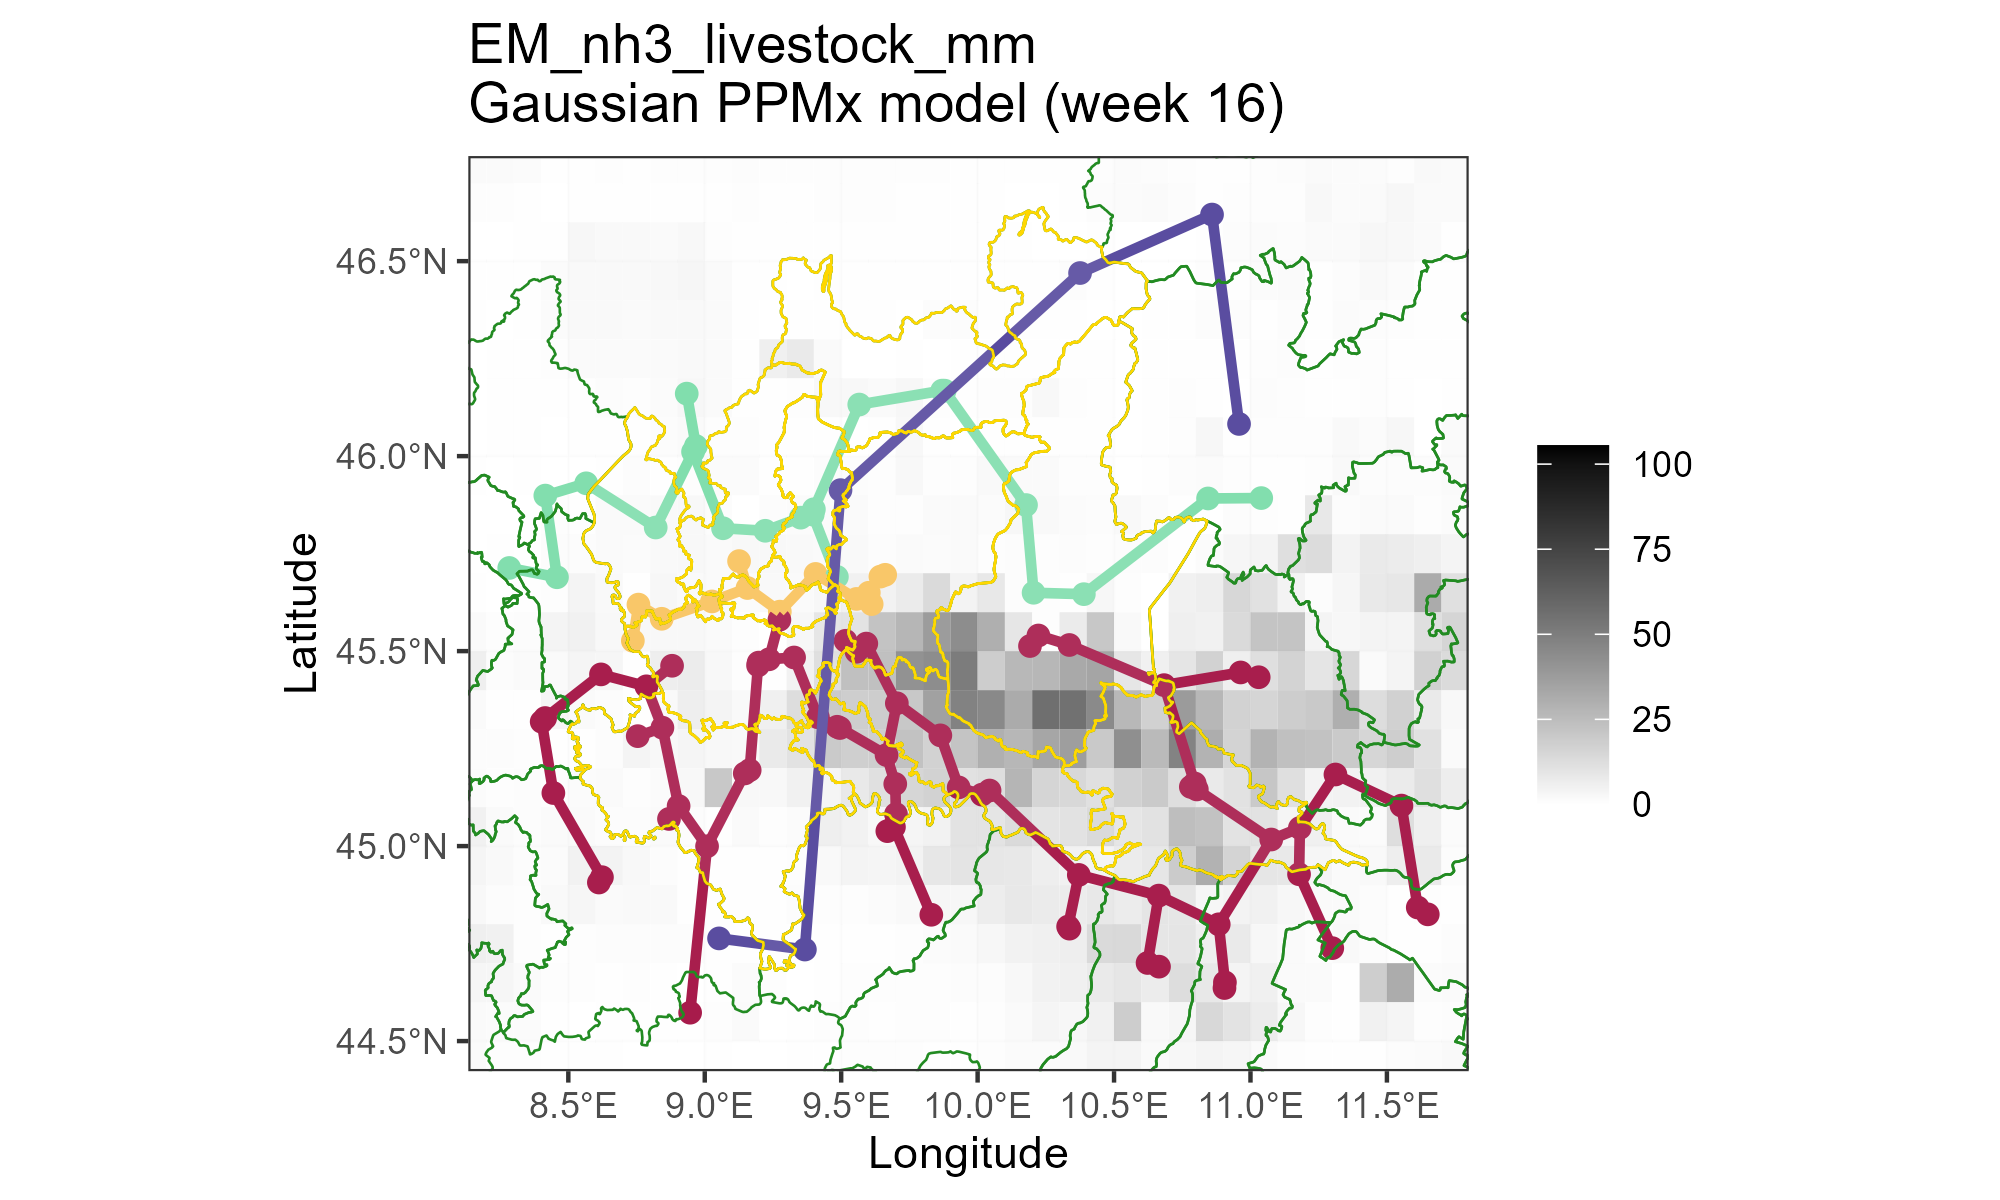 EM_nh3_livestock_mm
Gaussian PPMx model (week 16)
46.5°N
46.0°N
45.5°N
45.0°N
44.5°N
Latitude
8.5°E 9.0°E 9.5°E 10.0°E 10.5°E 11.0°E 11.5°E
Longitude
100
75
50
25
0